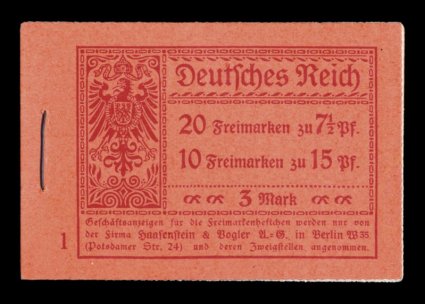 Deutsches Reich
20 Freimarken zu 7½ Pf.
10 Freimarken zu 15 Pf.
3 Mark
Geschäftsanzeigen für die Freimarkenheftchen werden nur von
1 der Firma Haasenstein & Vogler A.=G. in Berlin W 35
(Potsdamer Str. 24) und deren Zweigstellen angenommen.